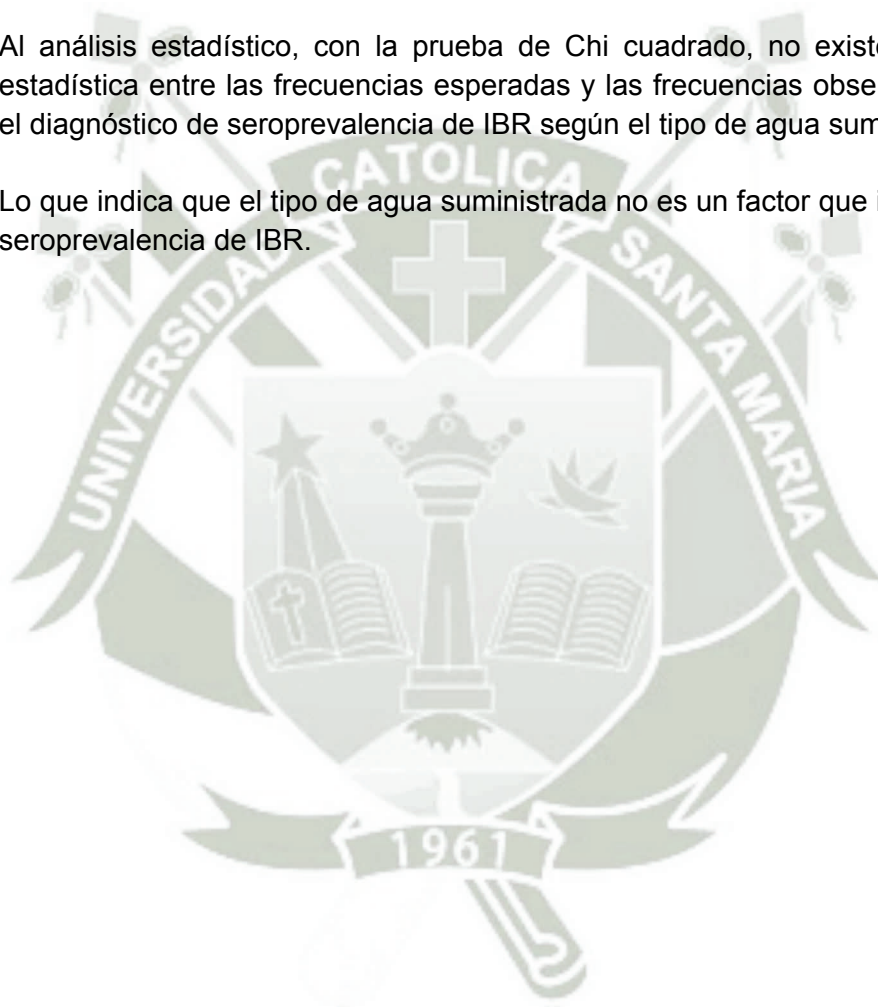 Al análisis estadístico, con la prueba de Chi cuadrado, no existe
estadística entre las frecuencias esperadas y las frecuencias obse
el diagnóstico de seroprevalencia de IBR según el tipo de agua sum
Lo que indica que el tipo de agua suministrada no es un factor que i
seroprevalencia de IBR.
UNIVERSIDAD CATOLICA SANTA MARIA
1961